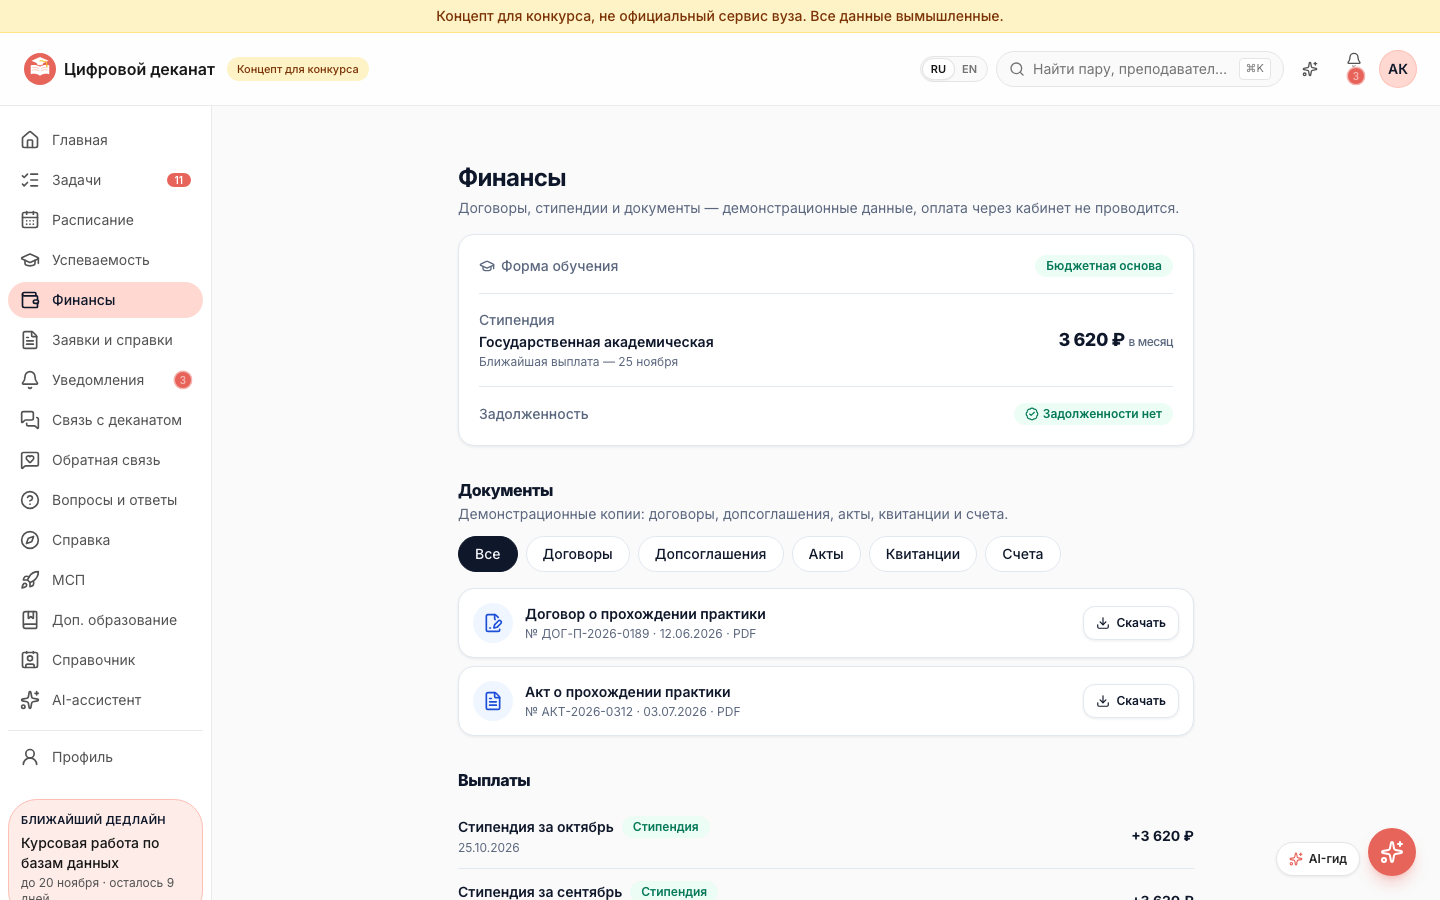 Концепт для конкурса, не официальный сервис вуза. Все данные вымышленные.
Цифровой деканат
Концепт для конкурса
RU EN
Найти пару, преподавател...
⌘K
3
АК
Главная
Задачи
11
Расписание
Успеваемость
Финансы
Заявки и справки
Уведомления
3
Связь с деканатом
Обратная связь
Вопросы и ответы
Справка
МСП
Доп. образование
Справочник
AI-ассистент
Профиль
БЛИЖАЙШИЙ ДЕДЛАЙН
Курсовая работа по
базам данных
до 20 ноября · осталось 9
дней
Финансы
Договоры, стипендии и документы — демонстрационные данные, оплата через кабинет не проводится.
Форма обучения
Бюджетная основа
Стипендия
Государственная академическая
Ближайшая выплата — 25 ноября
3 620 ₽ в месяц
Задолженность
Задолженности нет
Документы
Демонстрационные копии: договоры, допсоглашения, акты, квитанции и счета.
Все
Договоры
Допсоглашения
Акты
Квитанции
Счета
Договор о прохождении практики
№ ДОГ-П-2026-0189 · 12.06.2026 · PDF
Скачать
Акт о прохождении практики
№ АКТ-2026-0312 · 03.07.2026 · PDF
Скачать
Выплаты
Стипендия за октябрь
Стипендия
25.10.2026
+3 620 ₽
Стипендия за сентябрь
Стипендия
+3 620 ₽
AI-гид